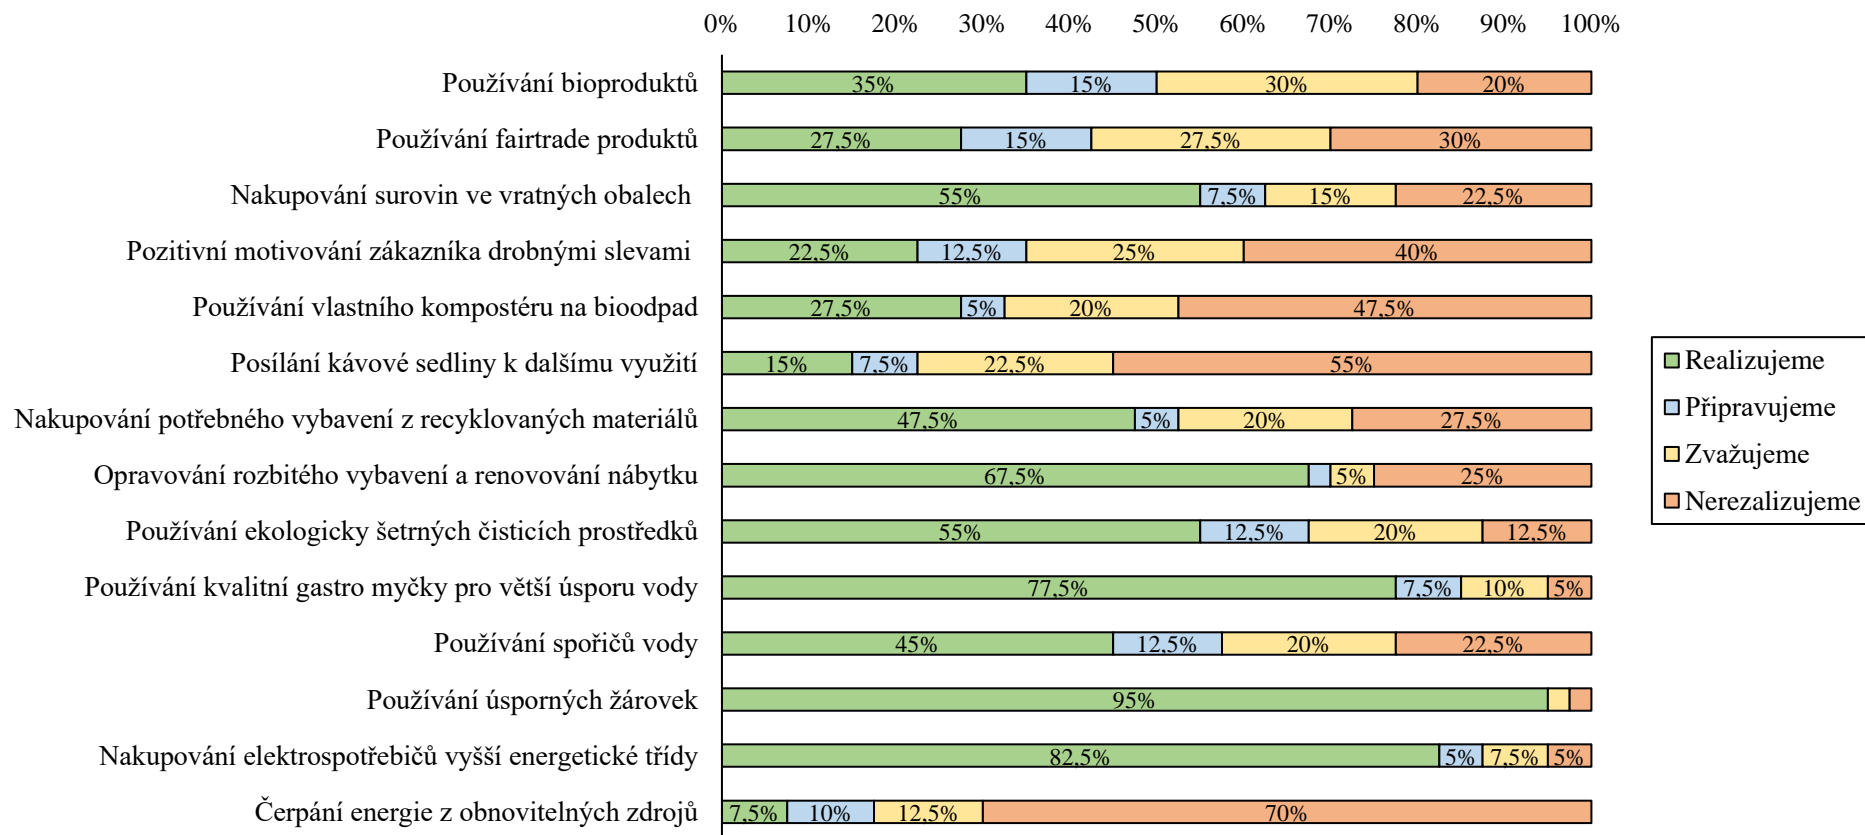 0% 10% 20% 30% 40% 50% 60% 70% 80% 90% 100%
Používání bioproduktů 35% 15% 30% 20%
Používání fairtrade produktů 27,5% 15% 27,5% 30%
Nakupování surovin ve vratných obalech 55% 7,5% 15% 22,5%
Pozitivní motivování zákazníka drobnými slevami 22,5% 12,5% 25% 40%
Používání vlastního kompostéru na bioodpad 27,5% 5% 20% 47,5%
Posílání kávové sedliny k dalšímu využití 15% 7,5% 22,5% 55%
Nakupování potřebného vybavení z recyklovaných materiálů 47,5% 5% 20% 27,5%
Opravování rozbitého vybavení a renovování nábytku 67,5% 5% 25%
Používání ekologicky šetrných čisticích prostředků 55% 12,5% 20% 12,5%
Používání kvalitní gastro myčky pro větší úsporu vody 77,5% 7,5% 10% 5%
Používání spořičů vody 45% 12,5% 20% 22,5%
Používání úsporných žárovek 95%
Nakupování elektrospotřebičů vyšší energetické třídy 82,5% 5% 7,5% 5%
Čerpání energie z obnovitelných zdrojů 7,5% 10% 12,5% 70%
Realizujeme
Připravujeme
Zvažujeme
Nerezalizujeme